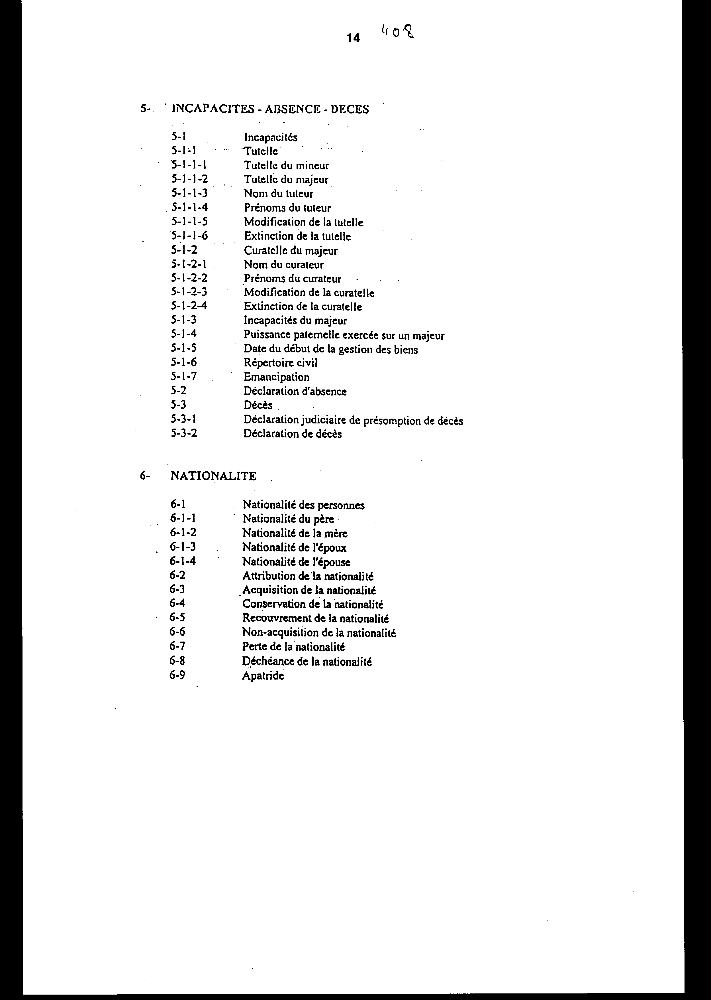 14 408
5- INCAPACITES - ABSENCE - DECES
5-1 Incapacités
5-1-1 Tutelle
5-1-1-1 Tutelle du mineur
5-1-1-2 Tutelle du majeur
5-1-1-3 Nom du tuteur
5-1-1-4 Prénoms du tuteur
5-1-1-5 Modification de la tutelle
5-1-1-6 Extinction de la tutelle
5-1-2 Curatelle du majeur
5-1-2-1 Nom du curateur
5-1-2-2 Prénoms du curateur
5-1-2-3 Modification de la curatelle
5-1-2-4 Extinction de la curatelle
5-1-3 Incapacités du majeur
5-1-4 Puissance paternelle exercée sur un majeur
5-1-5 Date du début de la gestion des biens
5-1-6 Répertoire civil
5-1-7 Emancipation
5-2 Déclaration d'absence
5-3 Décès
5-3-1 Déclaration judiciaire de présomption de décès
5-3-2 Déclaration de décès
6- NATIONALITE
6-1 Nationalité des personnes
6-1-1 Nationalité du père
6-1-2 Nationalité de la mère
6-1-3 Nationalité de l'époux
6-1-4 Nationalité de l'épouse
6-2 Attribution de la nationalité
6-3 Acquisition de la nationalité
6-4 Conservation de la nationalité
6-5 Recouvrement de la nationalité
6-6 Non-acquisition de la nationalité
6-7 Perte de la nationalité
6-8 Déchéance de la nationalité
6-9 Apatride